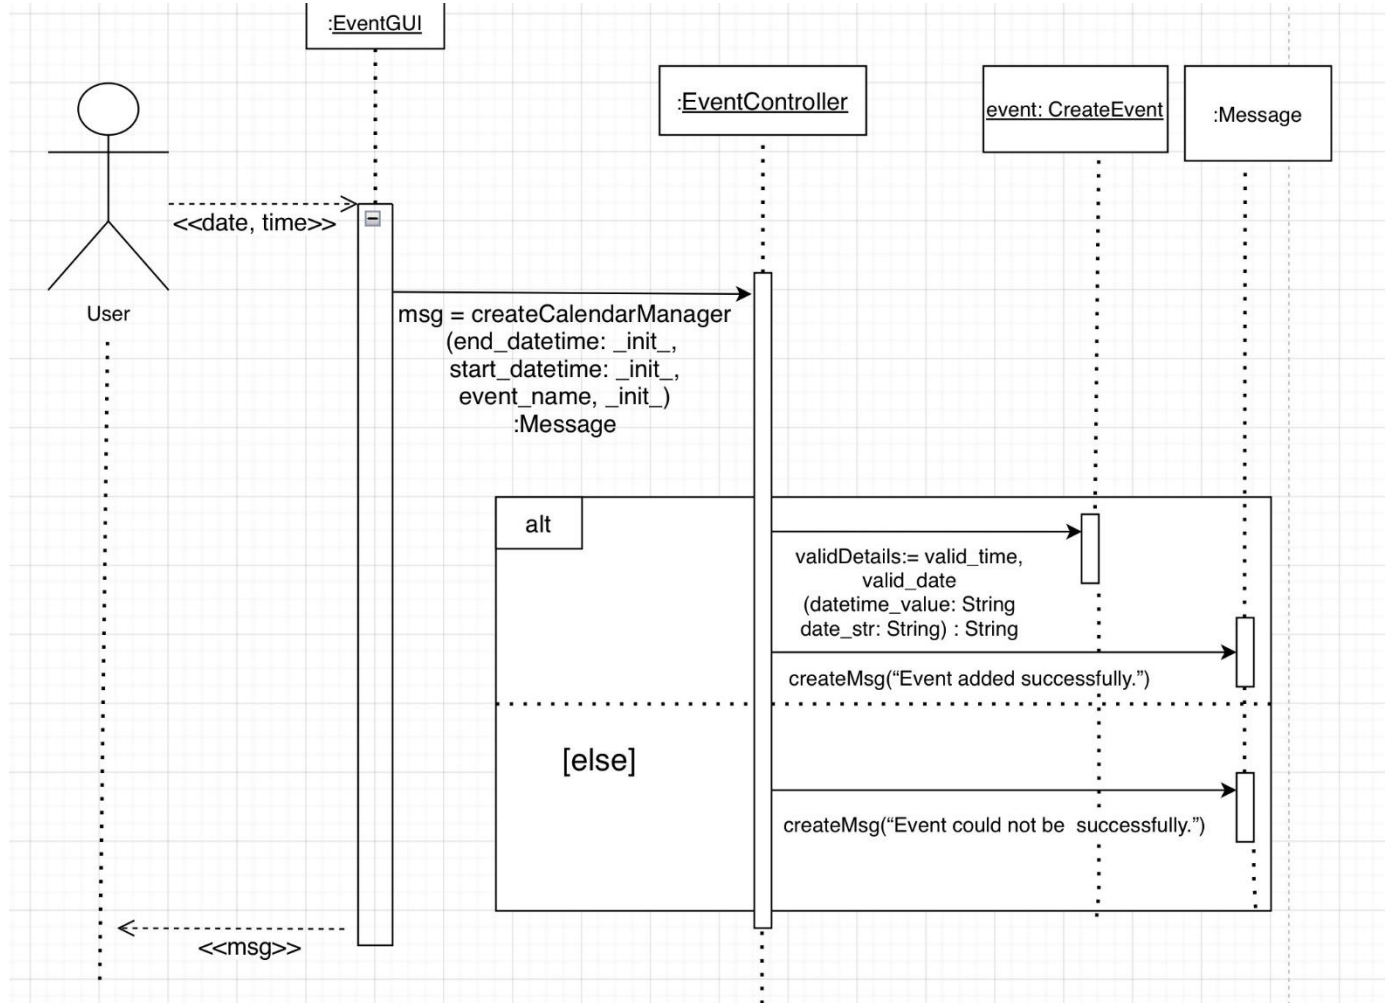 :EventGUI
:EventController
event: CreateEvent
:Message
<<date, time>>
User
msg = createCalendarManager
(end_datetime: _init_,
start_datetime: _init_,
event_name, _init_)
:Message
alt
validDetails:= valid_time,
valid_date
(datetime_value: String
date_str: String) : String
createMsg(“Event added successfully.”)
[else]
createMsg(“Event could not be  successfully.”)
<<msg>>